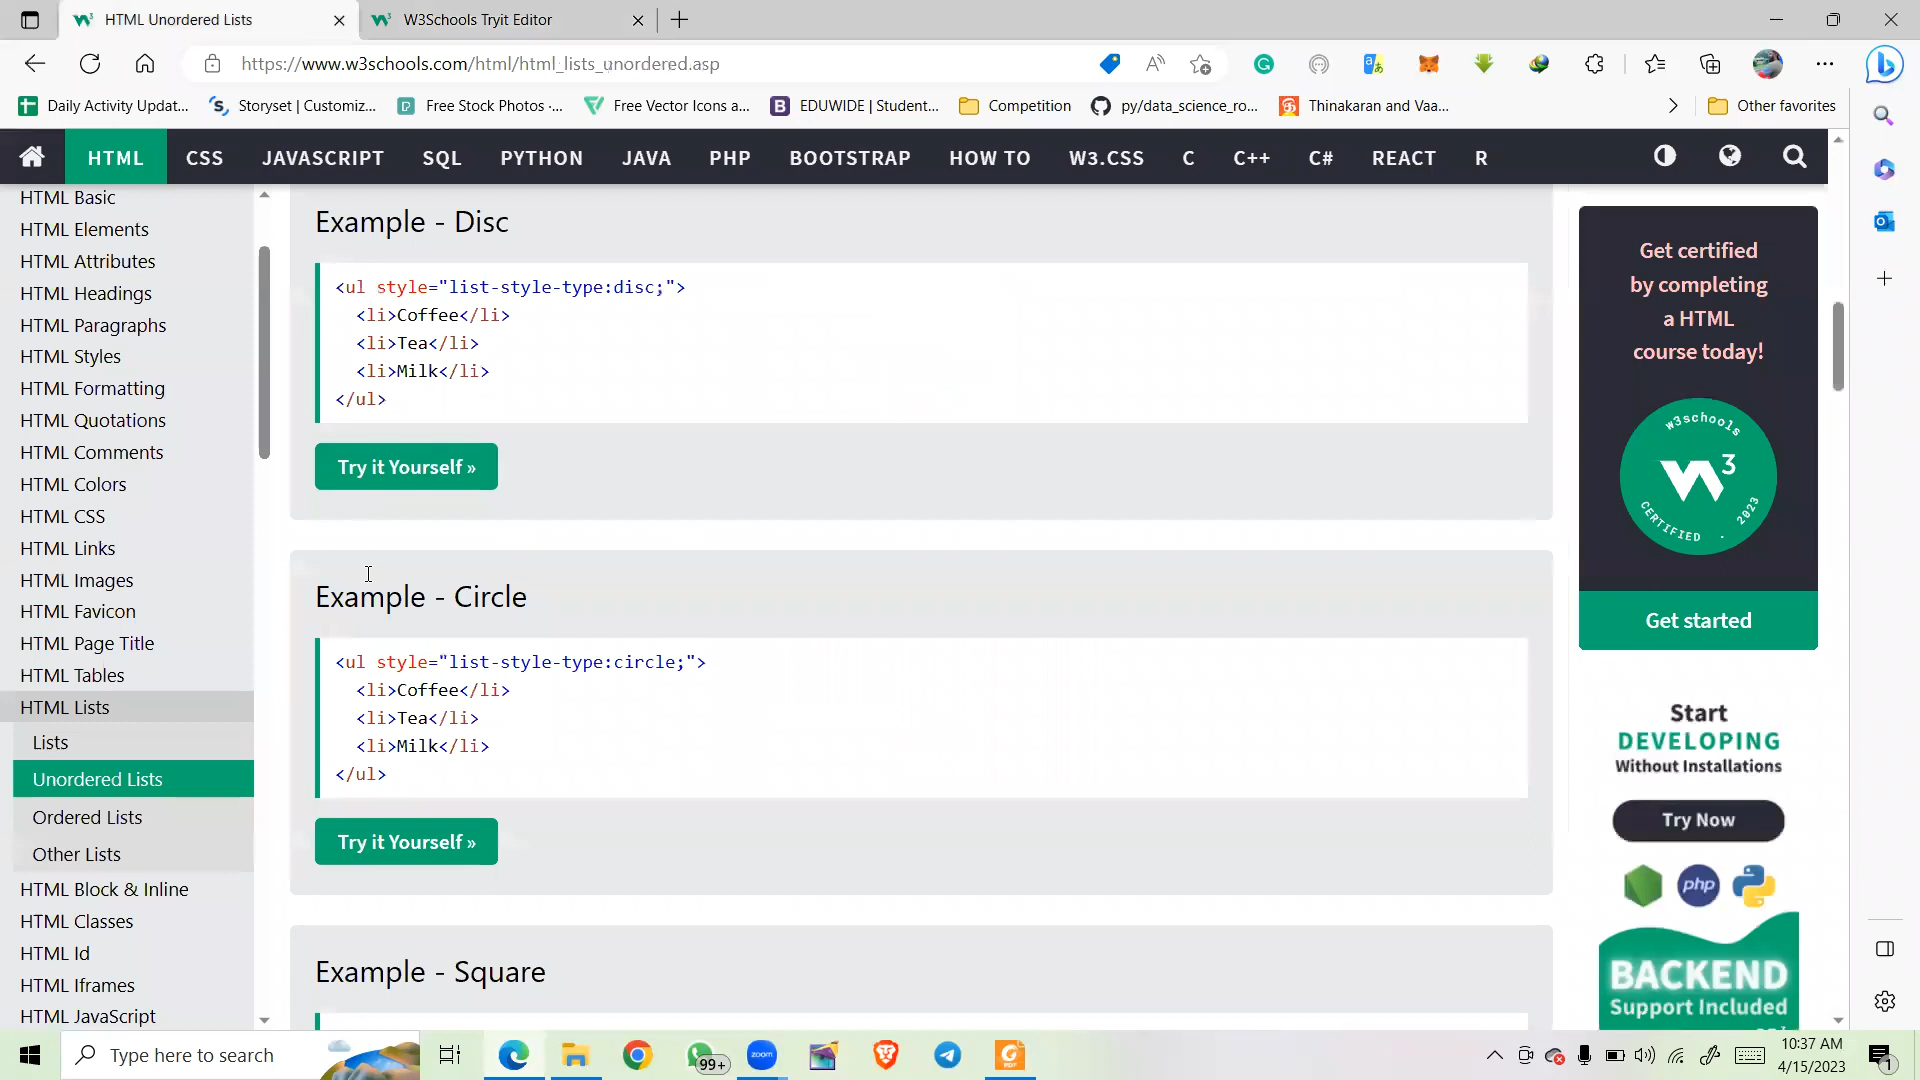 HTML Unordered Lists
W3Schools Tryit Editor
https://www.w3schools.com/html/html_lists_unordered.asp
Daily Activity Updat...
Storyset | Customiz...
Free Stock Photos ·...
Free Vector Icons a...
EDUWIDE | Student...
Competition
py/data_science_ro...
Thinakaran and Vaa...
Other favorites
HTML CSS JAVASCRIPT SQL PYTHON JAVA PHP BOOTSTRAP HOW TO W3.CSS C C++ C# REACT R
HTML Basic
HTML Elements
HTML Attributes
HTML Headings
HTML Paragraphs
HTML Styles
HTML Formatting
HTML Quotations
HTML Comments
HTML Colors
HTML CSS
HTML Links
HTML Images
HTML Favicon
HTML Page Title
HTML Tables
HTML Lists
Lists
Unordered Lists
Ordered Lists
Other Lists
HTML Block & Inline
HTML Classes
HTML Id
HTML Iframes
HTML JavaScript
Example - Disc
<ul style="list-style-type:disc;">
<li>Coffee</li>
<li>Tea</li>
<li>Milk</li>
</ul>
Try it Yourself »
Example - Circle
<ul style="list-style-type:circle;">
<li>Coffee</li>
<li>Tea</li>
<li>Milk</li>
</ul>
Try it Yourself »
Example - Square
Get certified
by completing
a HTML
course today!
w3schools
W3
CERTIFIED . 2023
Get started
Start
DEVELOPING
Without Installations
Try Now
php
BACKEND
Support Included
Type here to search
99+
zoom
10:37 AM
4/15/2023
1